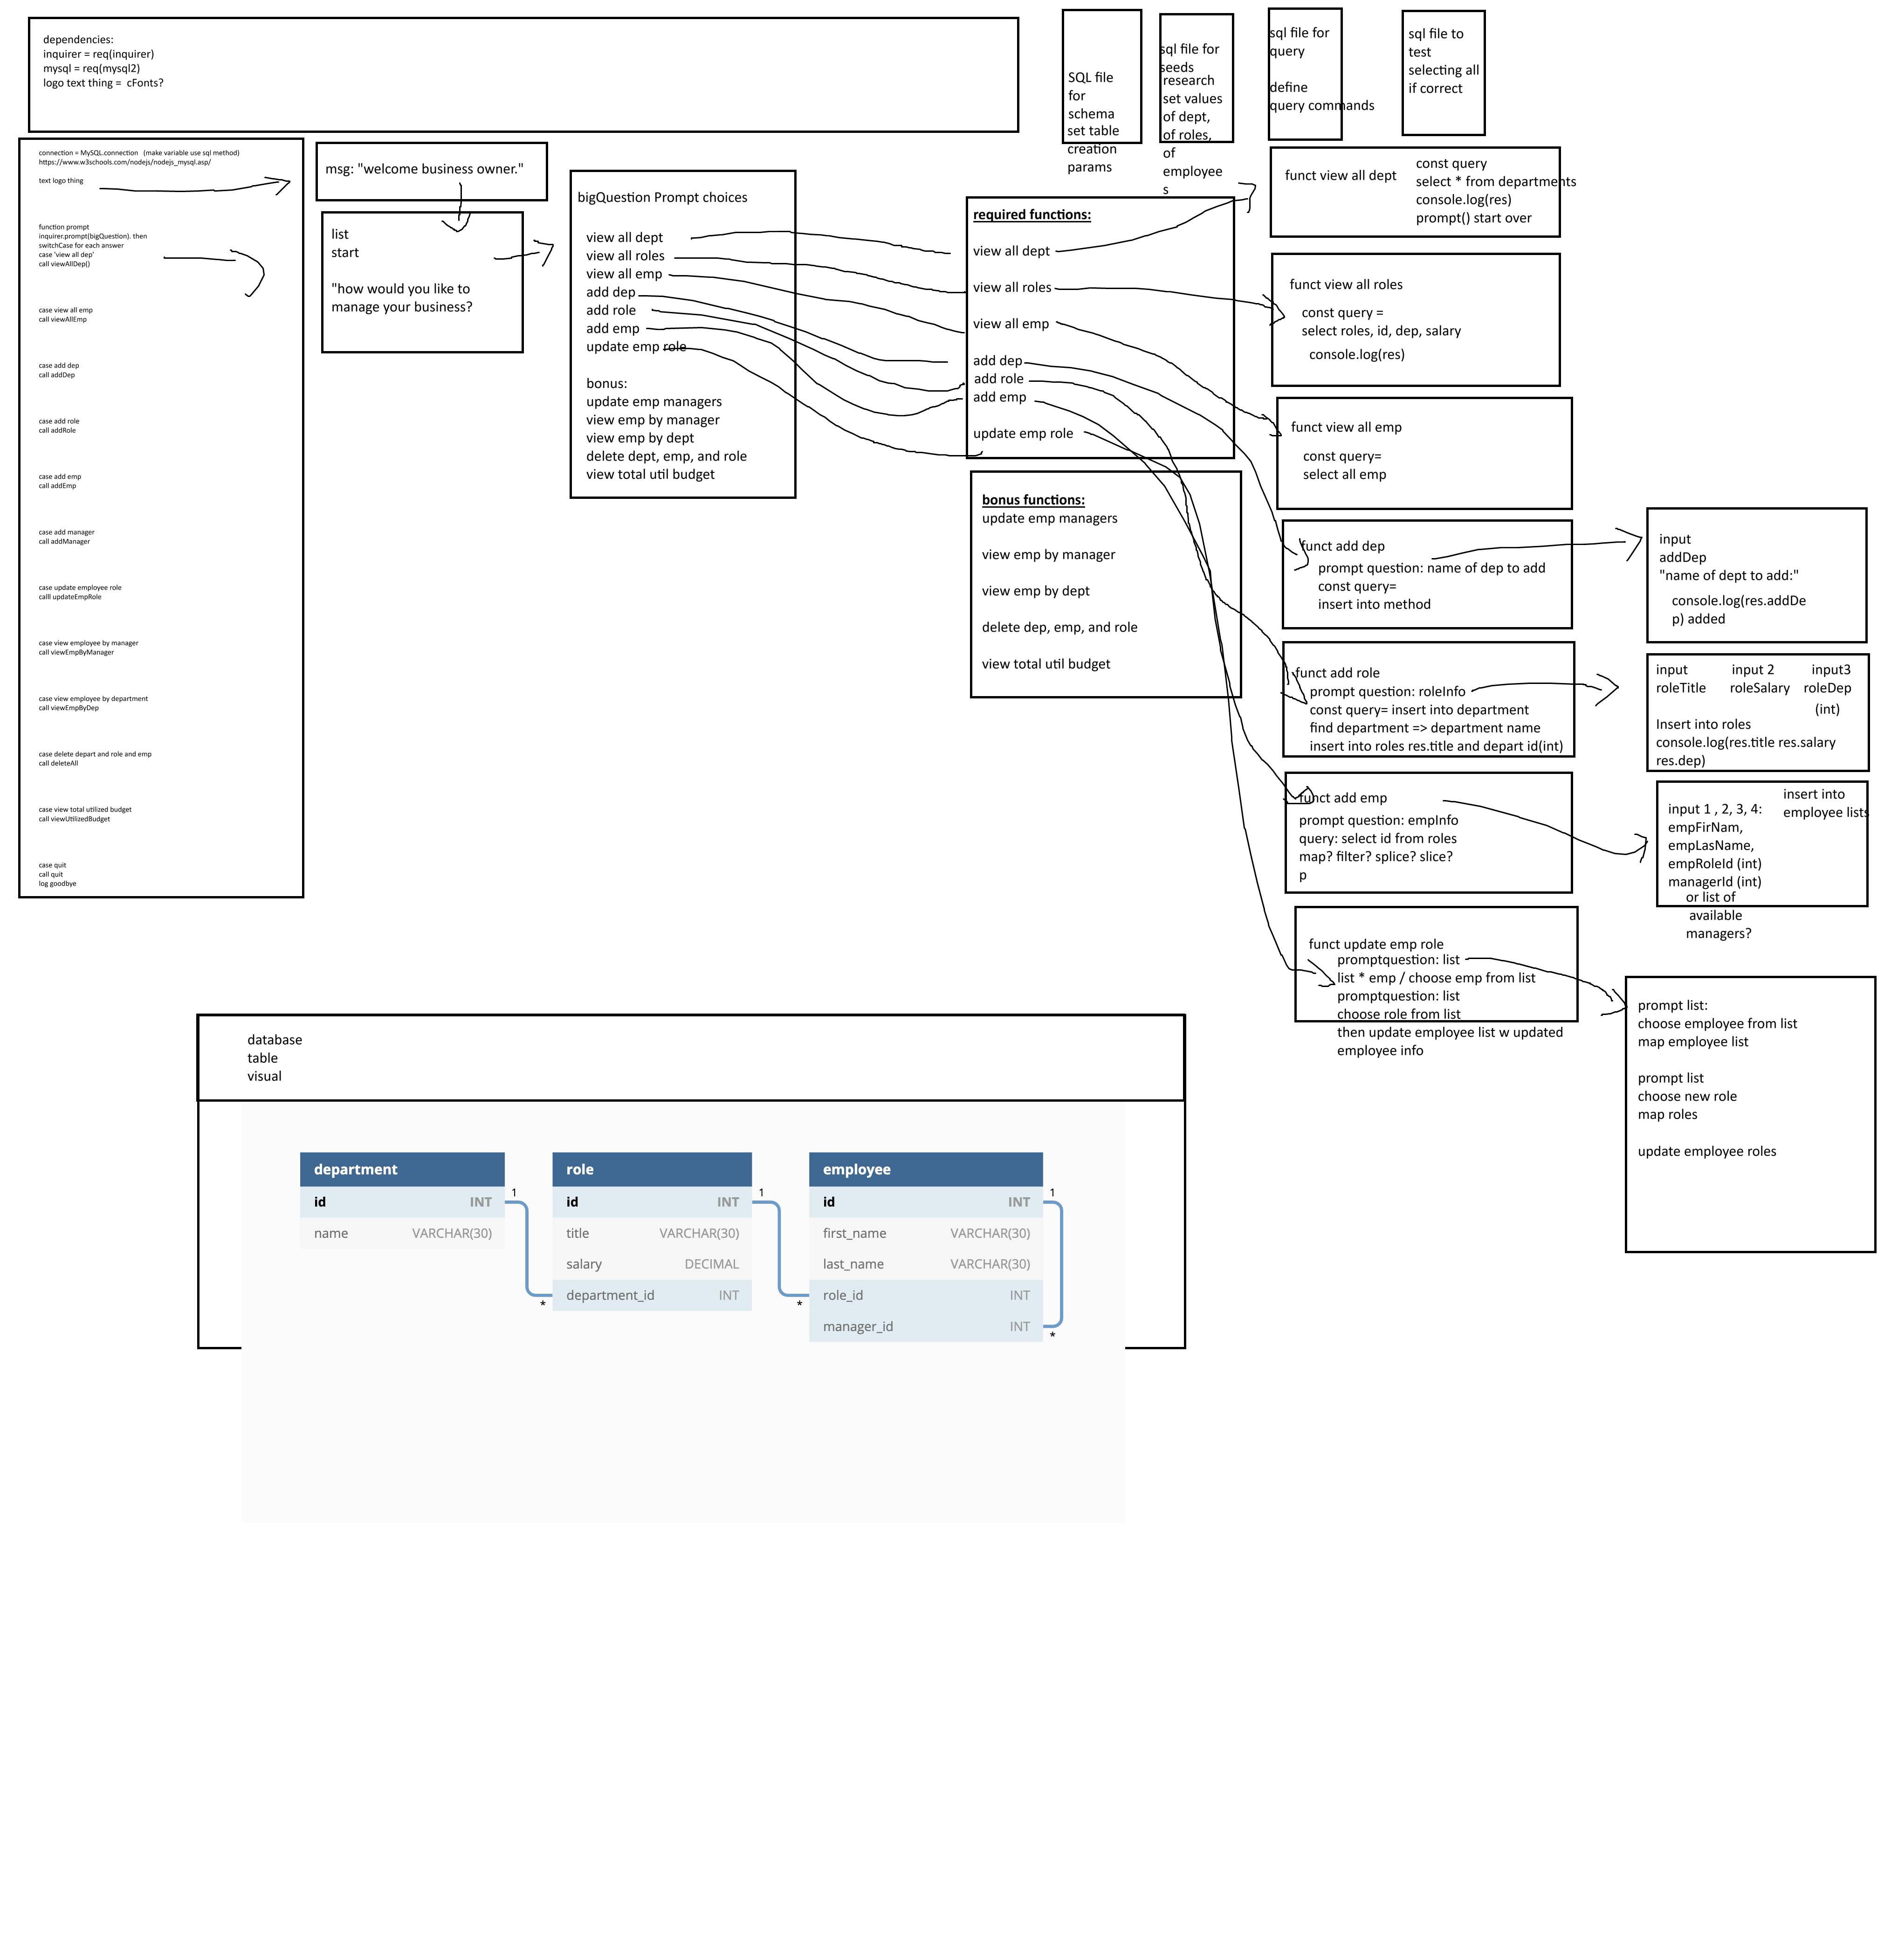 dependencies:
inquirer = req(inquirer)
mysql = req(mysql2)
logo text thing =  cFonts?
SQL file
for
schema
set table
creation
params
sql file for
seeds
research
set values
of dept,
of roles,
of
employee
s
sql file for
query
define
query commands
sql file to
test
selecting all
if correct
connection = MySQL.connection   (make variable use sql method)
https://www.w3schools.com/nodejs/nodejs_mysql.asp/
text logo thing
function prompt
inquirer.prompt(bigQuestion). then
switchCase for each answer
case 'view all dep'
call viewAllDep()
case view all emp
call viewAllEmp
case add dep
call addDep
case add role
call addRole
case add emp
call addEmp
case add manager
call addManager
case update employee role
calll updateEmpRole
case view employee by manager
call viewEmpByManager
case view employee by department
call viewEmpByDep
case delete depart and role and emp
call deleteAll
case view total utilized budget
call viewUtilizedBudget
case quit
call quit
log goodbye
msg: "welcome business owner."
list
start
"how would you like to
manage your business?
bigQuestion Prompt choices
view all dept
view all roles
view all emp
add dep
add role
add emp
update emp role
bonus:
update emp managers
view emp by manager
view emp by dept
delete dept, emp, and role
view total util budget
required functions:
view all dept
view all roles
view all emp
add dep
add role
add emp
update emp role
bonus functions:
update emp managers
view emp by manager
view emp by dept
delete dep, emp, and role
view total util budget
funct view all dept
const query
select * from departments
console.log(res)
prompt() start over
funct view all roles
const query =
select roles, id, dep, salary
console.log(res)
funct view all emp
const query=
select all emp
funct add dep
prompt question: name of dep to add
const query=
insert into method
input
addDep
"name of dept to add:"
console.log(res.addDe
p) added
funct add role
prompt question: roleInfo
const query= insert into department
find department => department name
insert into roles res.title and depart id(int)
input input 2 input3
roleTitle roleSalary roleDep
(int)
Insert into roles
console.log(res.title res.salary
res.dep)
funct add emp
prompt question: empInfo
query: select id from roles
map? filter? splice? slice?
p
insert into
employee lists
input 1 , 2, 3, 4:
empFirNam,
empLasName,
empRoleId (int)
managerId (int)
or list of
available
managers?
funct update emp role
promptquestion: list
list * emp / choose emp from list
promptquestion: list
choose role from list
then update employee list w updated
employee info
prompt list:
choose employee from list
map employee list
prompt list
choose new role
map roles
update employee roles
database
table
visual
department
id INT
name VARCHAR(30)
1
*
role
id INT
title VARCHAR(30)
salary DECIMAL
department_id INT
1
*
employee
id INT
first_name VARCHAR(30)
last_name VARCHAR(30)
role_id INT
manager_id INT
1
*